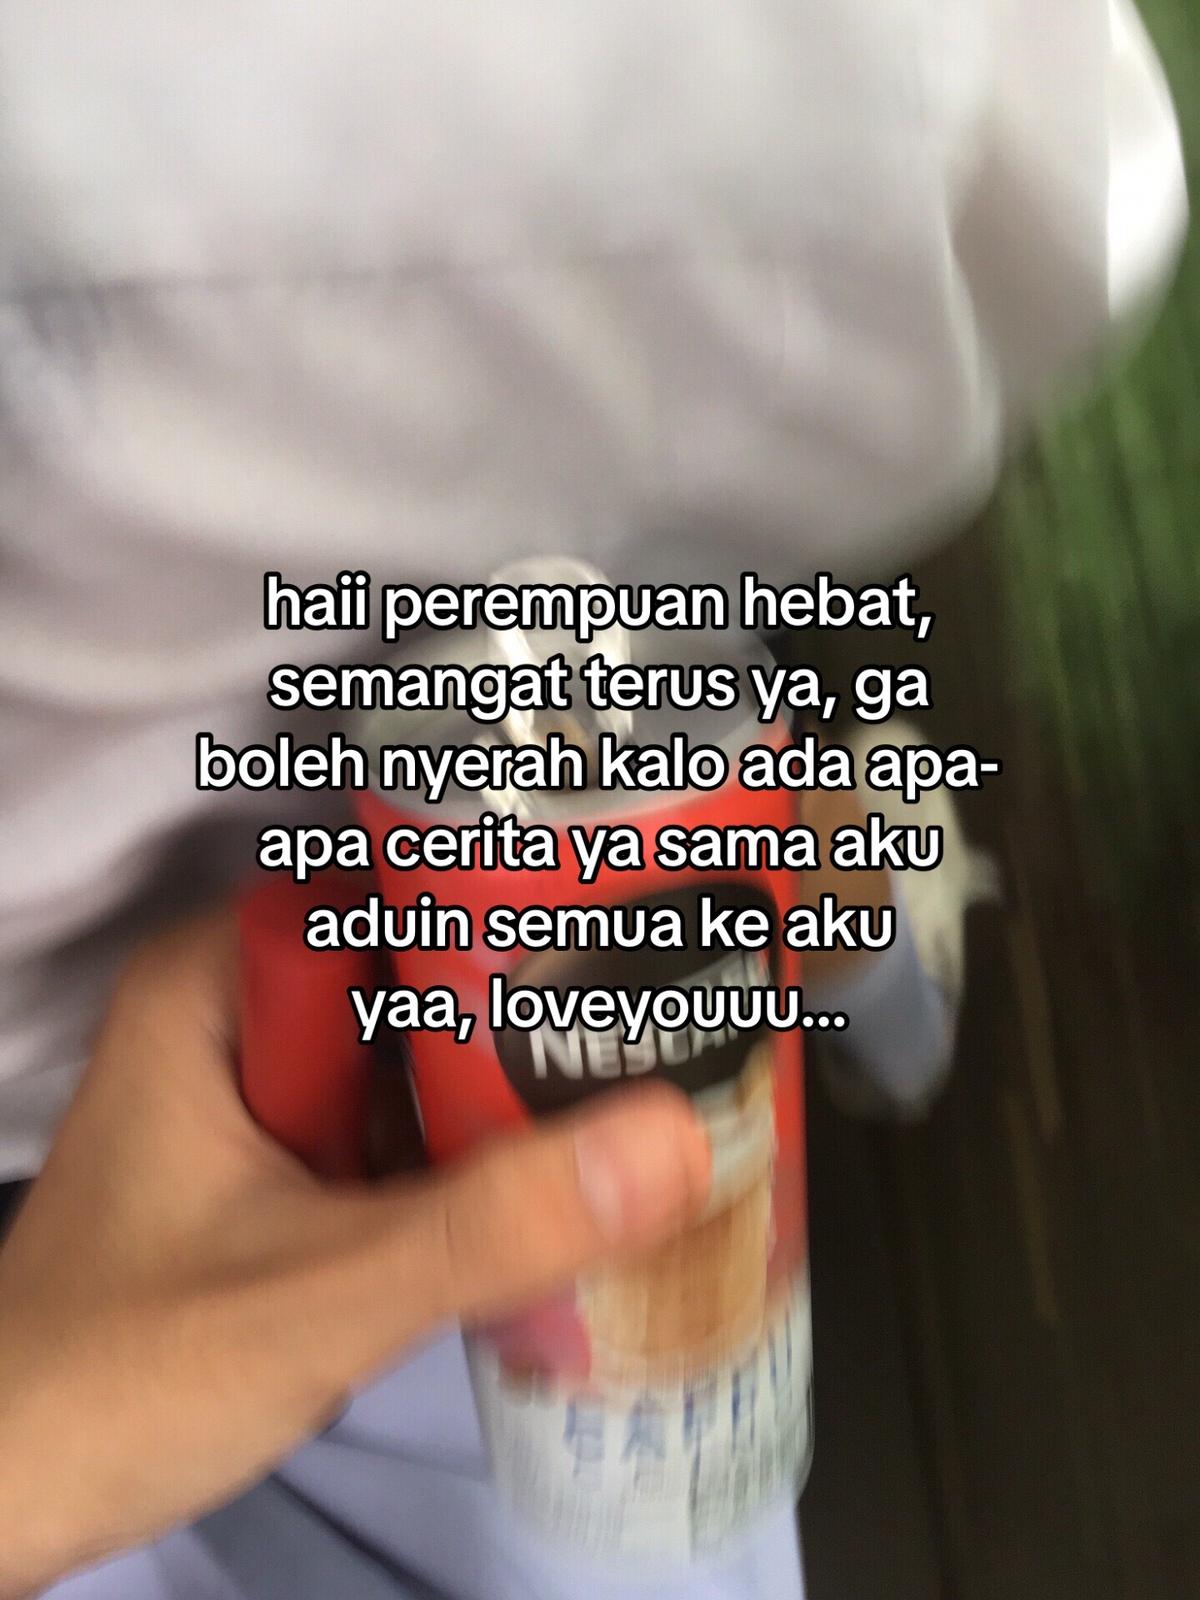 haii perempuan hebat,
semangat terus ya, ga
boleh nyerah kalo ada apa-
apa cerita ya sama aku
aduin semua ke aku
yaa, loveyouuu...
NESCAFÉ